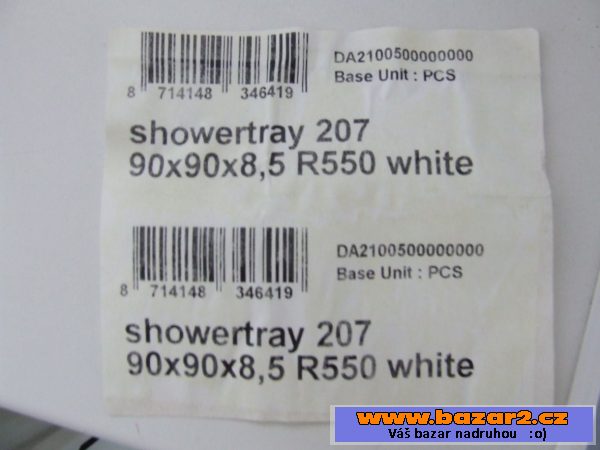 DA2100500000000
Base Unit : PCS
8 714148 346419
showertray 207
90x90x8,5 R550 white
DA2100500000000
Base Unit : PCS
8 714148 346419
showertray 207
90x90x8,5 R550 white
www.bazar2.cz
Váš bazar nadruhou :o)